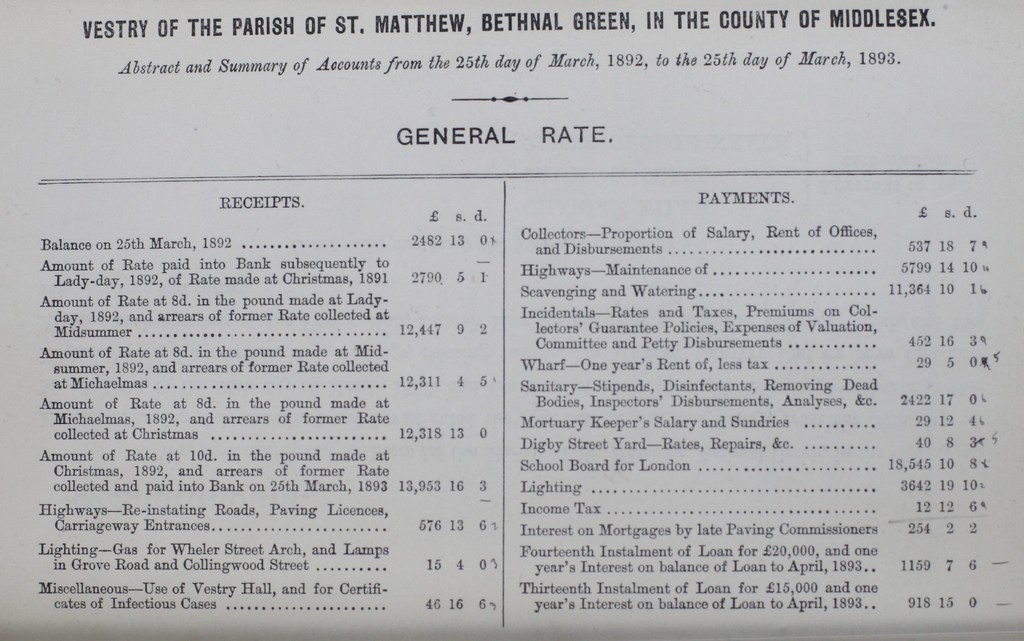 VESTRY OF THE PARISH OF ST. MATTHEW, BETHNAL GREEN, IN THE COUNTY OF MIDDLESEX.
Abstract and Summary of Accounts from the 25th day of March, 1892, to the 25th day of March, 1893.
GENERAL RATE.
RECEIPTS.
£ s. d.
Balance on 25th March, 1892 .................... 2482 13 0
Amount of Rate paid into Bank subsequently to
Lady-day, 1892, of Rate made at Christmas, 1891 2790 5 1
Amount of Rate at 8d. in the pound made at Lady-
day, 1892, and arrears of former Rate collected at
Midsummer .................................. 12,447 9 2
Amount of Rate at 8d. in the pound made at Mid-
summer, 1892, and arrears of former Rate collected
at Michaelmas ................................ 12,311 4 5
Amount of Rate at 8d. in the pound made at
Michaelmas, 1892, and arrears of former Rate
collected at Christmas ........................ 12,318 13 0
Amount of Rate at 10d. in the pound made at
Christmas, 1892, and arrears of former Rate
collected and paid into Bank on 25th March, 1893 13,953 16 3
Highways—Re-instating Roads, Paving Licences,
Carriageway Entrances........................ 576 13 6
Lighting—Gas for Wheler Street Arch, and Lamps
in Grove Road and Collingwood Street .......... 15 4 0
Miscellaneous—Use of Vestry Hall, and for Certifi-
cates of Infectious Cases ...................... 46 16 6
PAYMENTS.
£ s. d.
Collectors—Proportion of Salary, Rent of Offices,
and Disbursements ............................ 537 18 7
Highways—Maintenance of ...................... 5799 14 10
Scavenging and Watering........................ 11,364 10 1
Incidentals—Rates and Taxes, Premiums on Col-
lectors' Guarantee Policies, Expenses of Valuation,
Committee and Petty Disbursements ............ 452 16 3
Wharf—One year's Rent of, less tax .............. 29 5 0
Sanitary—Stipends, Disinfectants, Removing Dead
Bodies, Inspectors' Disbursements, Analyses, &c. 2422 17 0
Mortuary Keeper's Salary and Sundries .......... 29 12 4
Digby Street Yard—Rates, Repairs, &c. ............ 40 8 3
School Board for London ........................ 18,545 10 8
Lighting ...................................... 3642 19 10
Income Tax .................................... 12 12 6
Interest on Mortgages by late Paving Commissioners 254 2 2
Fourteenth Instalment of Loan for £20,000, and one
year's Interest on balance of Loan to April, 1893.. 1159 7 6
Thirteenth Instalment of Loan for £15,000 and one
year's Interest on balance of Loan to April, 1893.. 918 15 0